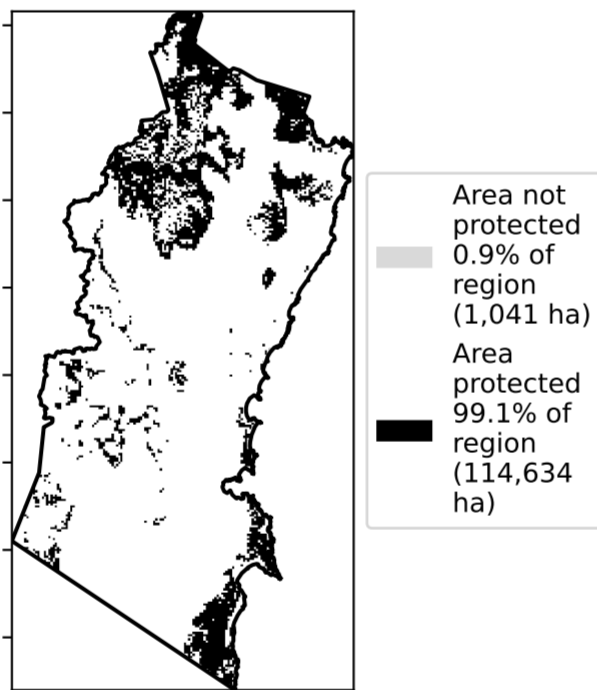 Area not
protected
0.9% of
region
(1,041 ha)
Area
protected
99.1% of
region
(114,634
ha)